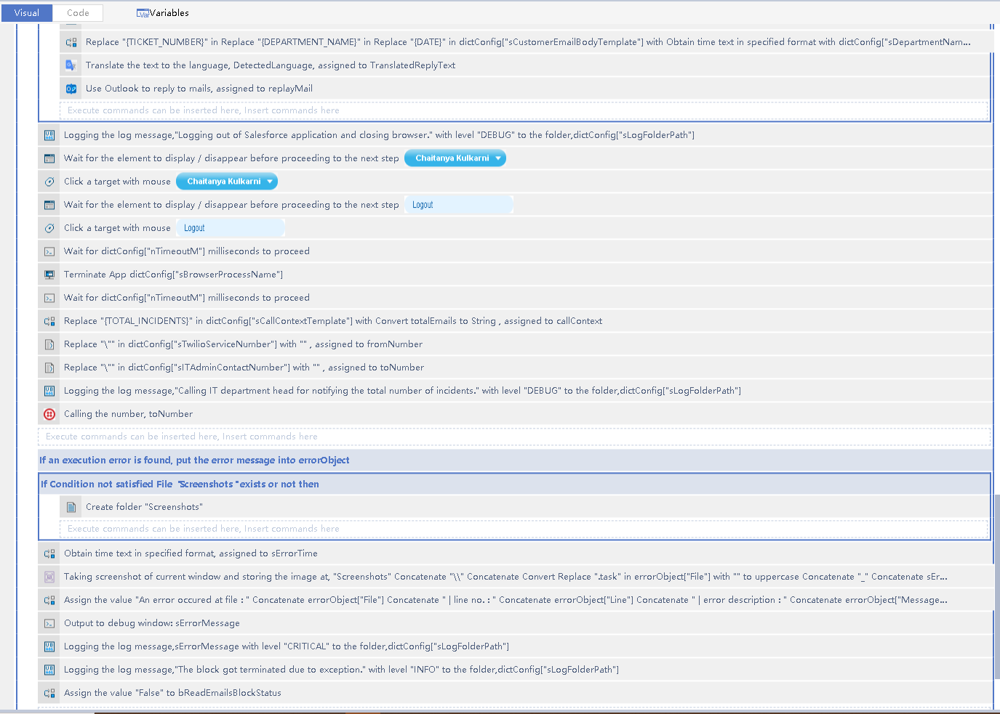 Visual
Code
Variables
Replace "{TICKET_NUMBER}" in Replace "{DEPARTMENT_NAME}" in Replace "{DATE}" in dictConfig["sCustomerEmailBodyTemplate"] with Obtain time text in specified format with dictConfig["sDepartmentNam...
Translate the text to the language, DetectedLanguage, assigned to TranslatedReplyText
Use Outlook to reply to mails, assigned to replayMail
Execute commands can be inserted here, Insert commands here
Logging the log message,"Logging out of Salesforce application and closing browser." with level "DEBUG" to the folder,dictConfig["sLogFolderPath"]
Wait for the element to display / disappear before proceeding to the next step Chaitanya Kulkarni
Click a target with mouse Chaitanya Kulkarni
Wait for the element to display / disappear before proceeding to the next step Logout
Click a target with mouse Logout
Wait for dictConfig["nTimeoutM"] milliseconds to proceed
Terminate App dictConfig["sBrowserProcessName"]
Wait for dictConfig["nTimeoutM"] milliseconds to proceed
Replace "{TOTAL_INCIDENTS}" in dictConfig["sCallContextTemplate"] with Convert totalEmails to String , assigned to callContext
Replace "\"" in dictConfig["sTwilioServiceNumber"] with "" , assigned to fromNumber
Replace "\"" in dictConfig["sITAdminContactNumber"] with "" , assigned to toNumber
Logging the log message,"Calling IT department head for notifying the total number of incidents." with level "DEBUG" to the folder,dictConfig["sLogFolderPath"]
Calling the number, toNumber
Execute commands can be inserted here, Insert commands here
If an execution error is found, put the error message into errorObject
If Condition not satisfied File "Screenshots "exists or not then
Create folder "Screenshots"
Execute commands can be inserted here, Insert commands here
Obtain time text in specified format, assigned to sErrorTime
Taking screenshot of current window and storing the image at, "Screenshots" Concatenate "\\" Concatenate Convert Replace ".task" in errorObject["File"] with "" to uppercase Concatenate "_" Concatenate sEr...
Assign the value "An error occured at file : " Concatenate errorObject["File"] Concatenate " | line no. : " Concatenate errorObject["Line"] Concatenate " | error description : " Concatenate errorObject["Message...
Output to debug window: sErrorMessage
Logging the log message,sErrorMessage with level "CRITICAL" to the folder,dictConfig["sLogFolderPath"]
Logging the log message,"The block got terminated due to exception." with level "INFO" to the folder,dictConfig["sLogFolderPath"]
Assign the value "False" to bReadEmailsBlockStatus